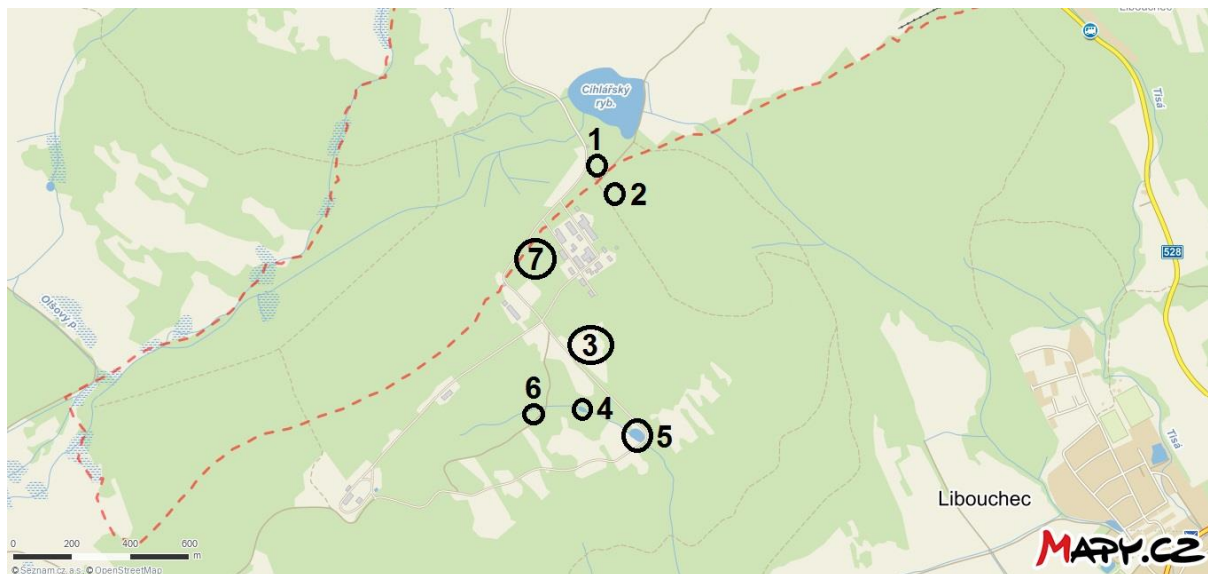 Libouchec
Cihlářský
ryb.
Tisá
1
2
528
7
Olšový p.
3
6
4
5
Tisá
Libouchec
0 200 400 600
m
© Seznam.cz, a.s., © OpenStreetMap
MAPY.CZ